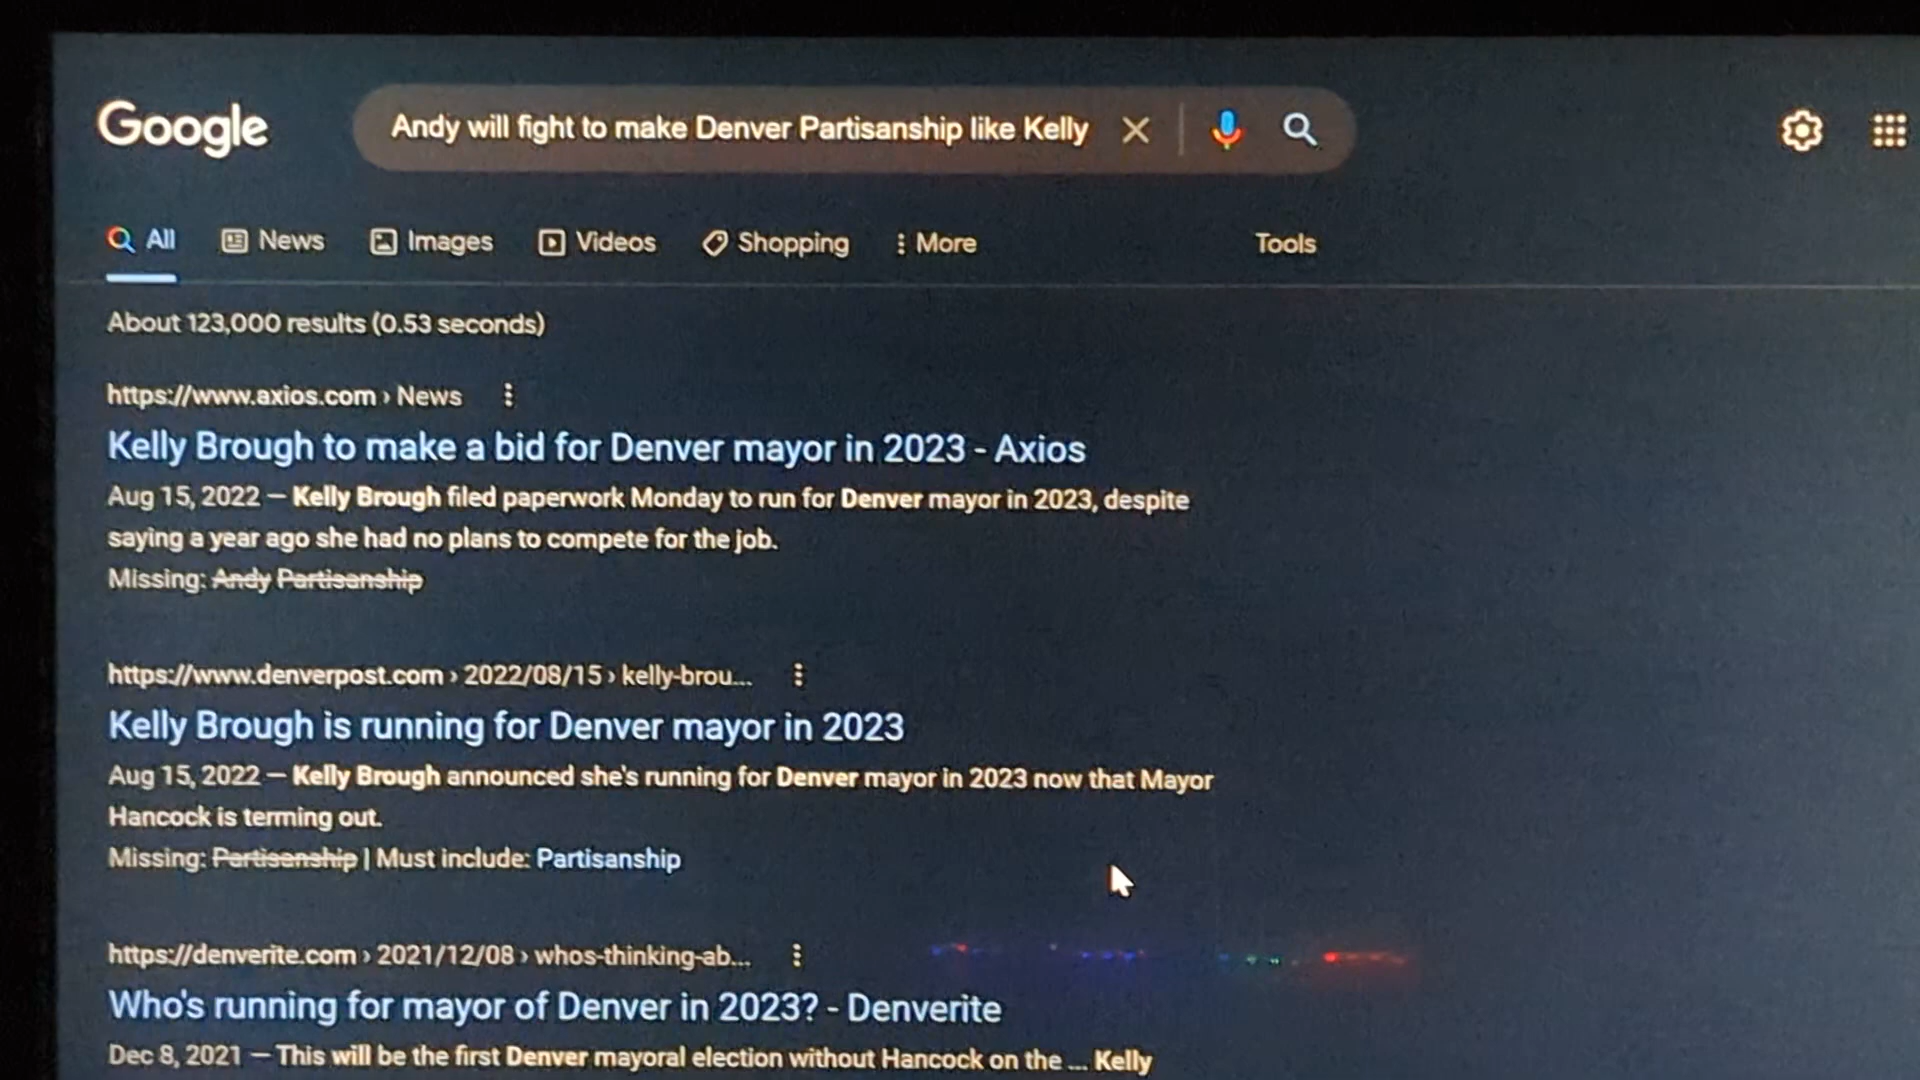 Google
Andy will fight to make Denver Partisanship like Kelly
All News Images Videos Shopping More Tools
About 123,000 results (0.53 seconds)
https://www.axios.com › News
Kelly Brough to make a bid for Denver mayor in 2023 - Axios
Aug 15, 2022 — Kelly Brough filed paperwork Monday to run for Denver mayor in 2023, despite
saying a year ago she had no plans to compete for the job.
Missing: Andy Partisanship
https://www.denverpost.com › 2022/08/15 › kelly-brou...
Kelly Brough is running for Denver mayor in 2023
Aug 15, 2022 — Kelly Brough announced she's running for Denver mayor in 2023 now that Mayor
Hancock is terming out.
Missing: Partisanship | Must include: Partisanship
https://denverite.com › 2021/12/08 › whos-thinking-ab...
Who's running for mayor of Denver in 2023? - Denverite
Dec 8, 2021 — This will be the first Denver mayoral election without Hancock on the ... Kelly